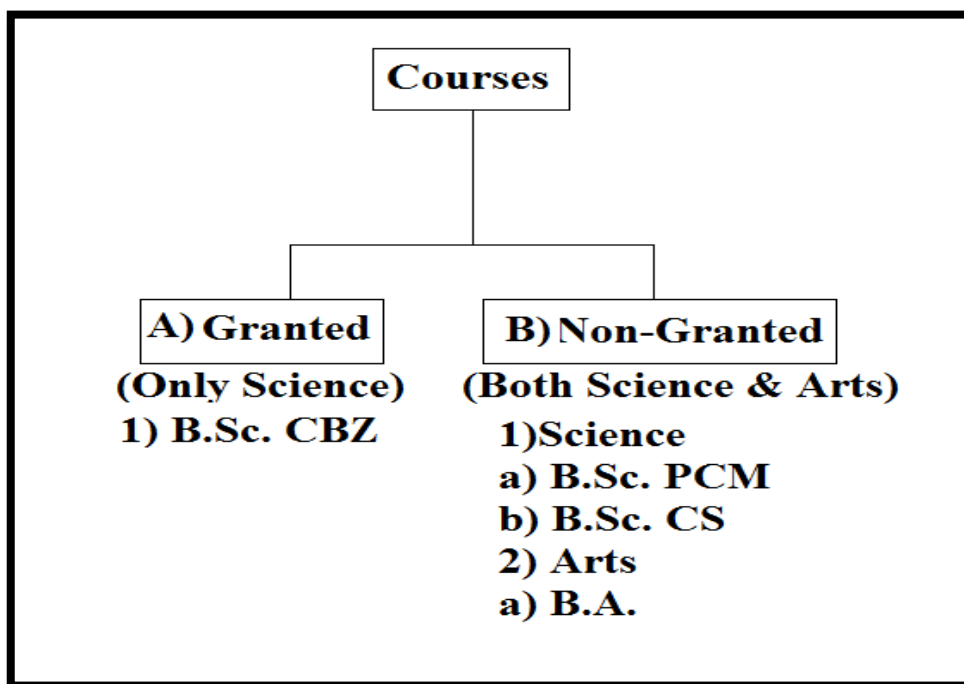 Courses
A) Granted
(Only Science)
1) B.Sc. CBZ
B) Non-Granted
(Both Science & Arts)
1)Science
a) B.Sc. PCM
b) B.Sc. CS
2) Arts
a) B.A.